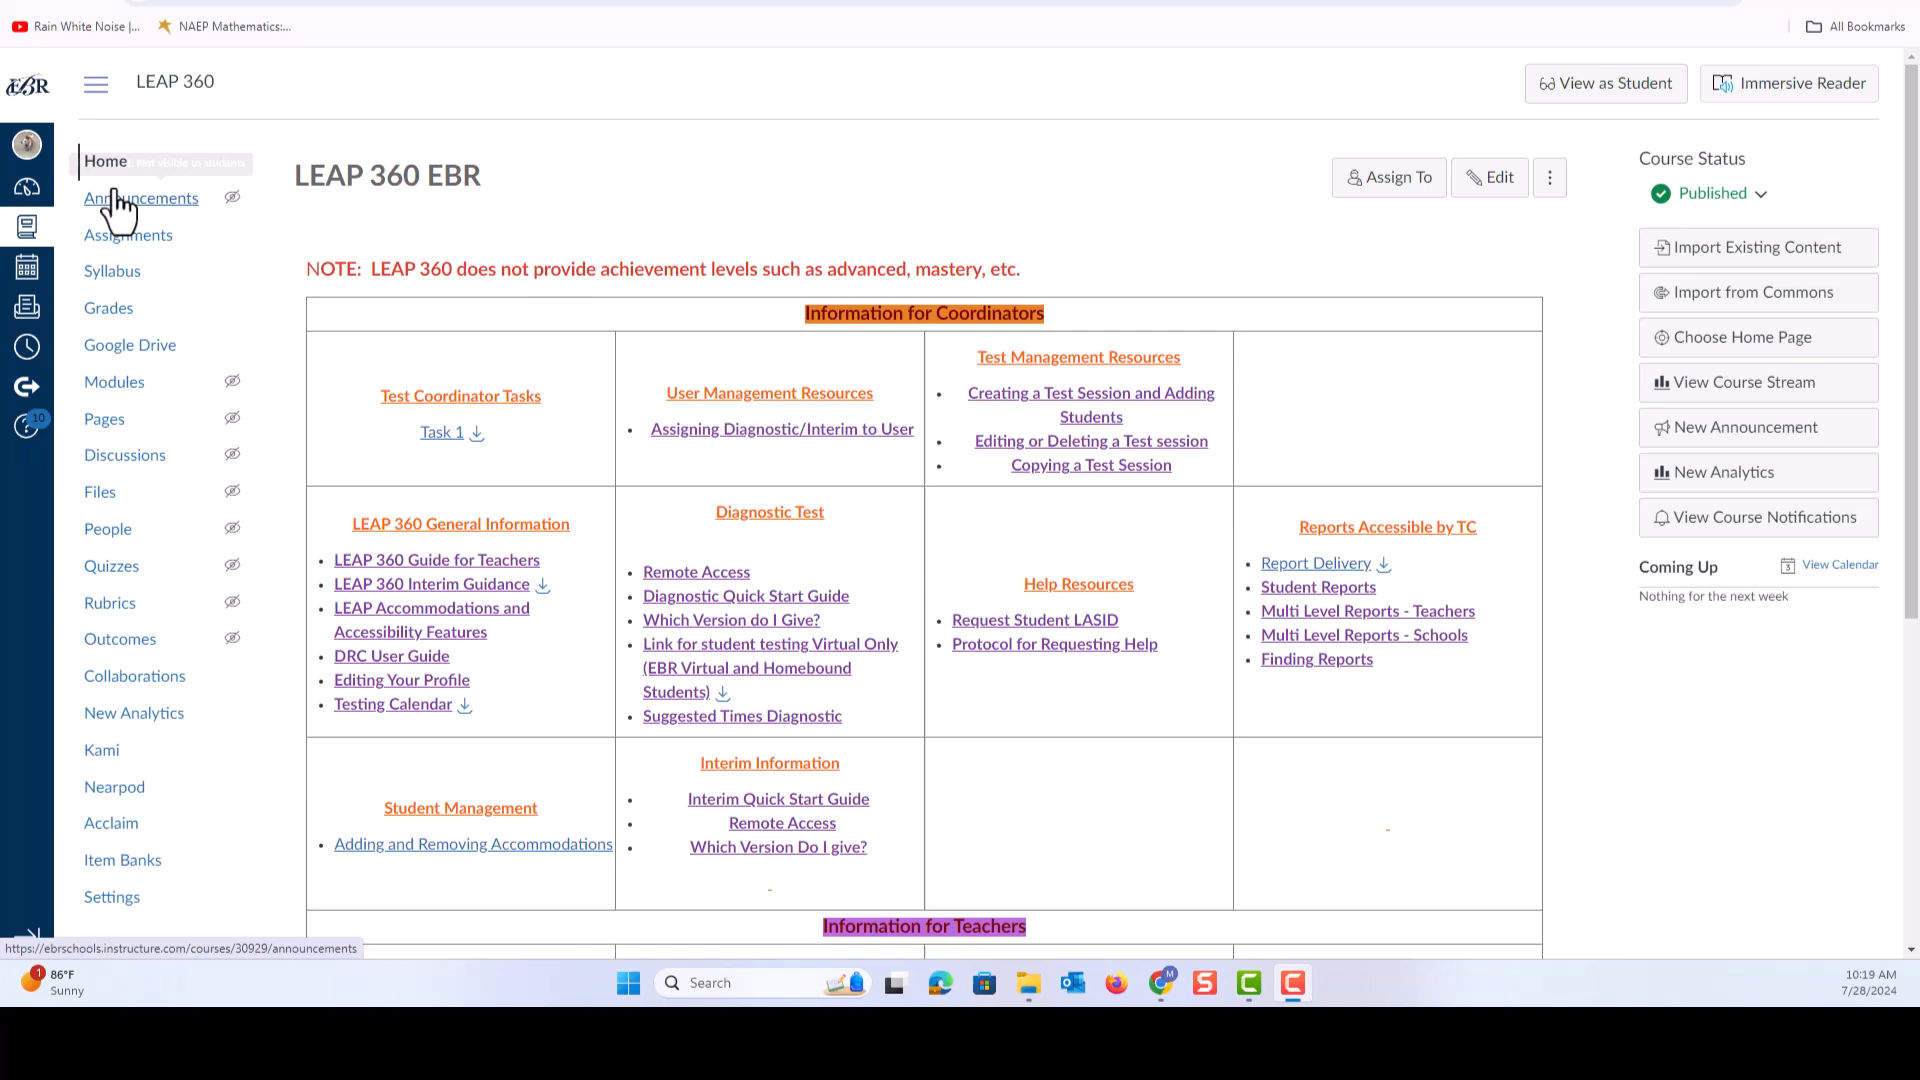 Rain White Noise |...
NAEP Mathematics:...
All Bookmarks
EBR
LEAP 360
View as Student
Immersive Reader
Home
Announcements
Assignments
Syllabus
Grades
Google Drive
Modules
Pages
Discussions
Files
People
Quizzes
Rubrics
Outcomes
Collaborations
New Analytics
Kami
Nearpod
Acclaim
Item Banks
Settings
10
LEAP 360 EBR
Assign To
Edit
NOTE: LEAP 360 does not provide achievement levels such as advanced, mastery, etc.
Information for Coordinators
Test Coordinator Tasks
Task 1
User Management Resources
Assigning Diagnostic/Interim to User
Test Management Resources
Creating a Test Session and Adding
Students
Editing or Deleting a Test session
Copying a Test Session
LEAP 360 General Information
LEAP 360 Guide for Teachers
LEAP 360 Interim Guidance
LEAP Accommodations and
Accessibility Features
DRC User Guide
Editing Your Profile
Testing Calendar
Diagnostic Test
Remote Access
Diagnostic Quick Start Guide
Which Version do I Give?
Link for student testing Virtual Only
(EBR Virtual and Homebound
Students)
Suggested Times Diagnostic
Help Resources
Request Student LASID
Protocol for Requesting Help
Reports Accessible by TC
Report Delivery
Student Reports
Multi Level Reports - Teachers
Multi Level Reports - Schools
Finding Reports
Student Management
Adding and Removing Accommodations
Interim Information
Interim Quick Start Guide
Remote Access
Which Version Do I give?
Information for Teachers
Course Status
Published
Import Existing Content
Import from Commons
Choose Home Page
View Course Stream
New Announcement
New Analytics
View Course Notifications
Coming Up
3
View Calendar
Nothing for the next week
https://ebrschools.instructure.com/courses/30929/announcements
1
86°F
Sunny
Search
M
10:19 AM
7/28/2024